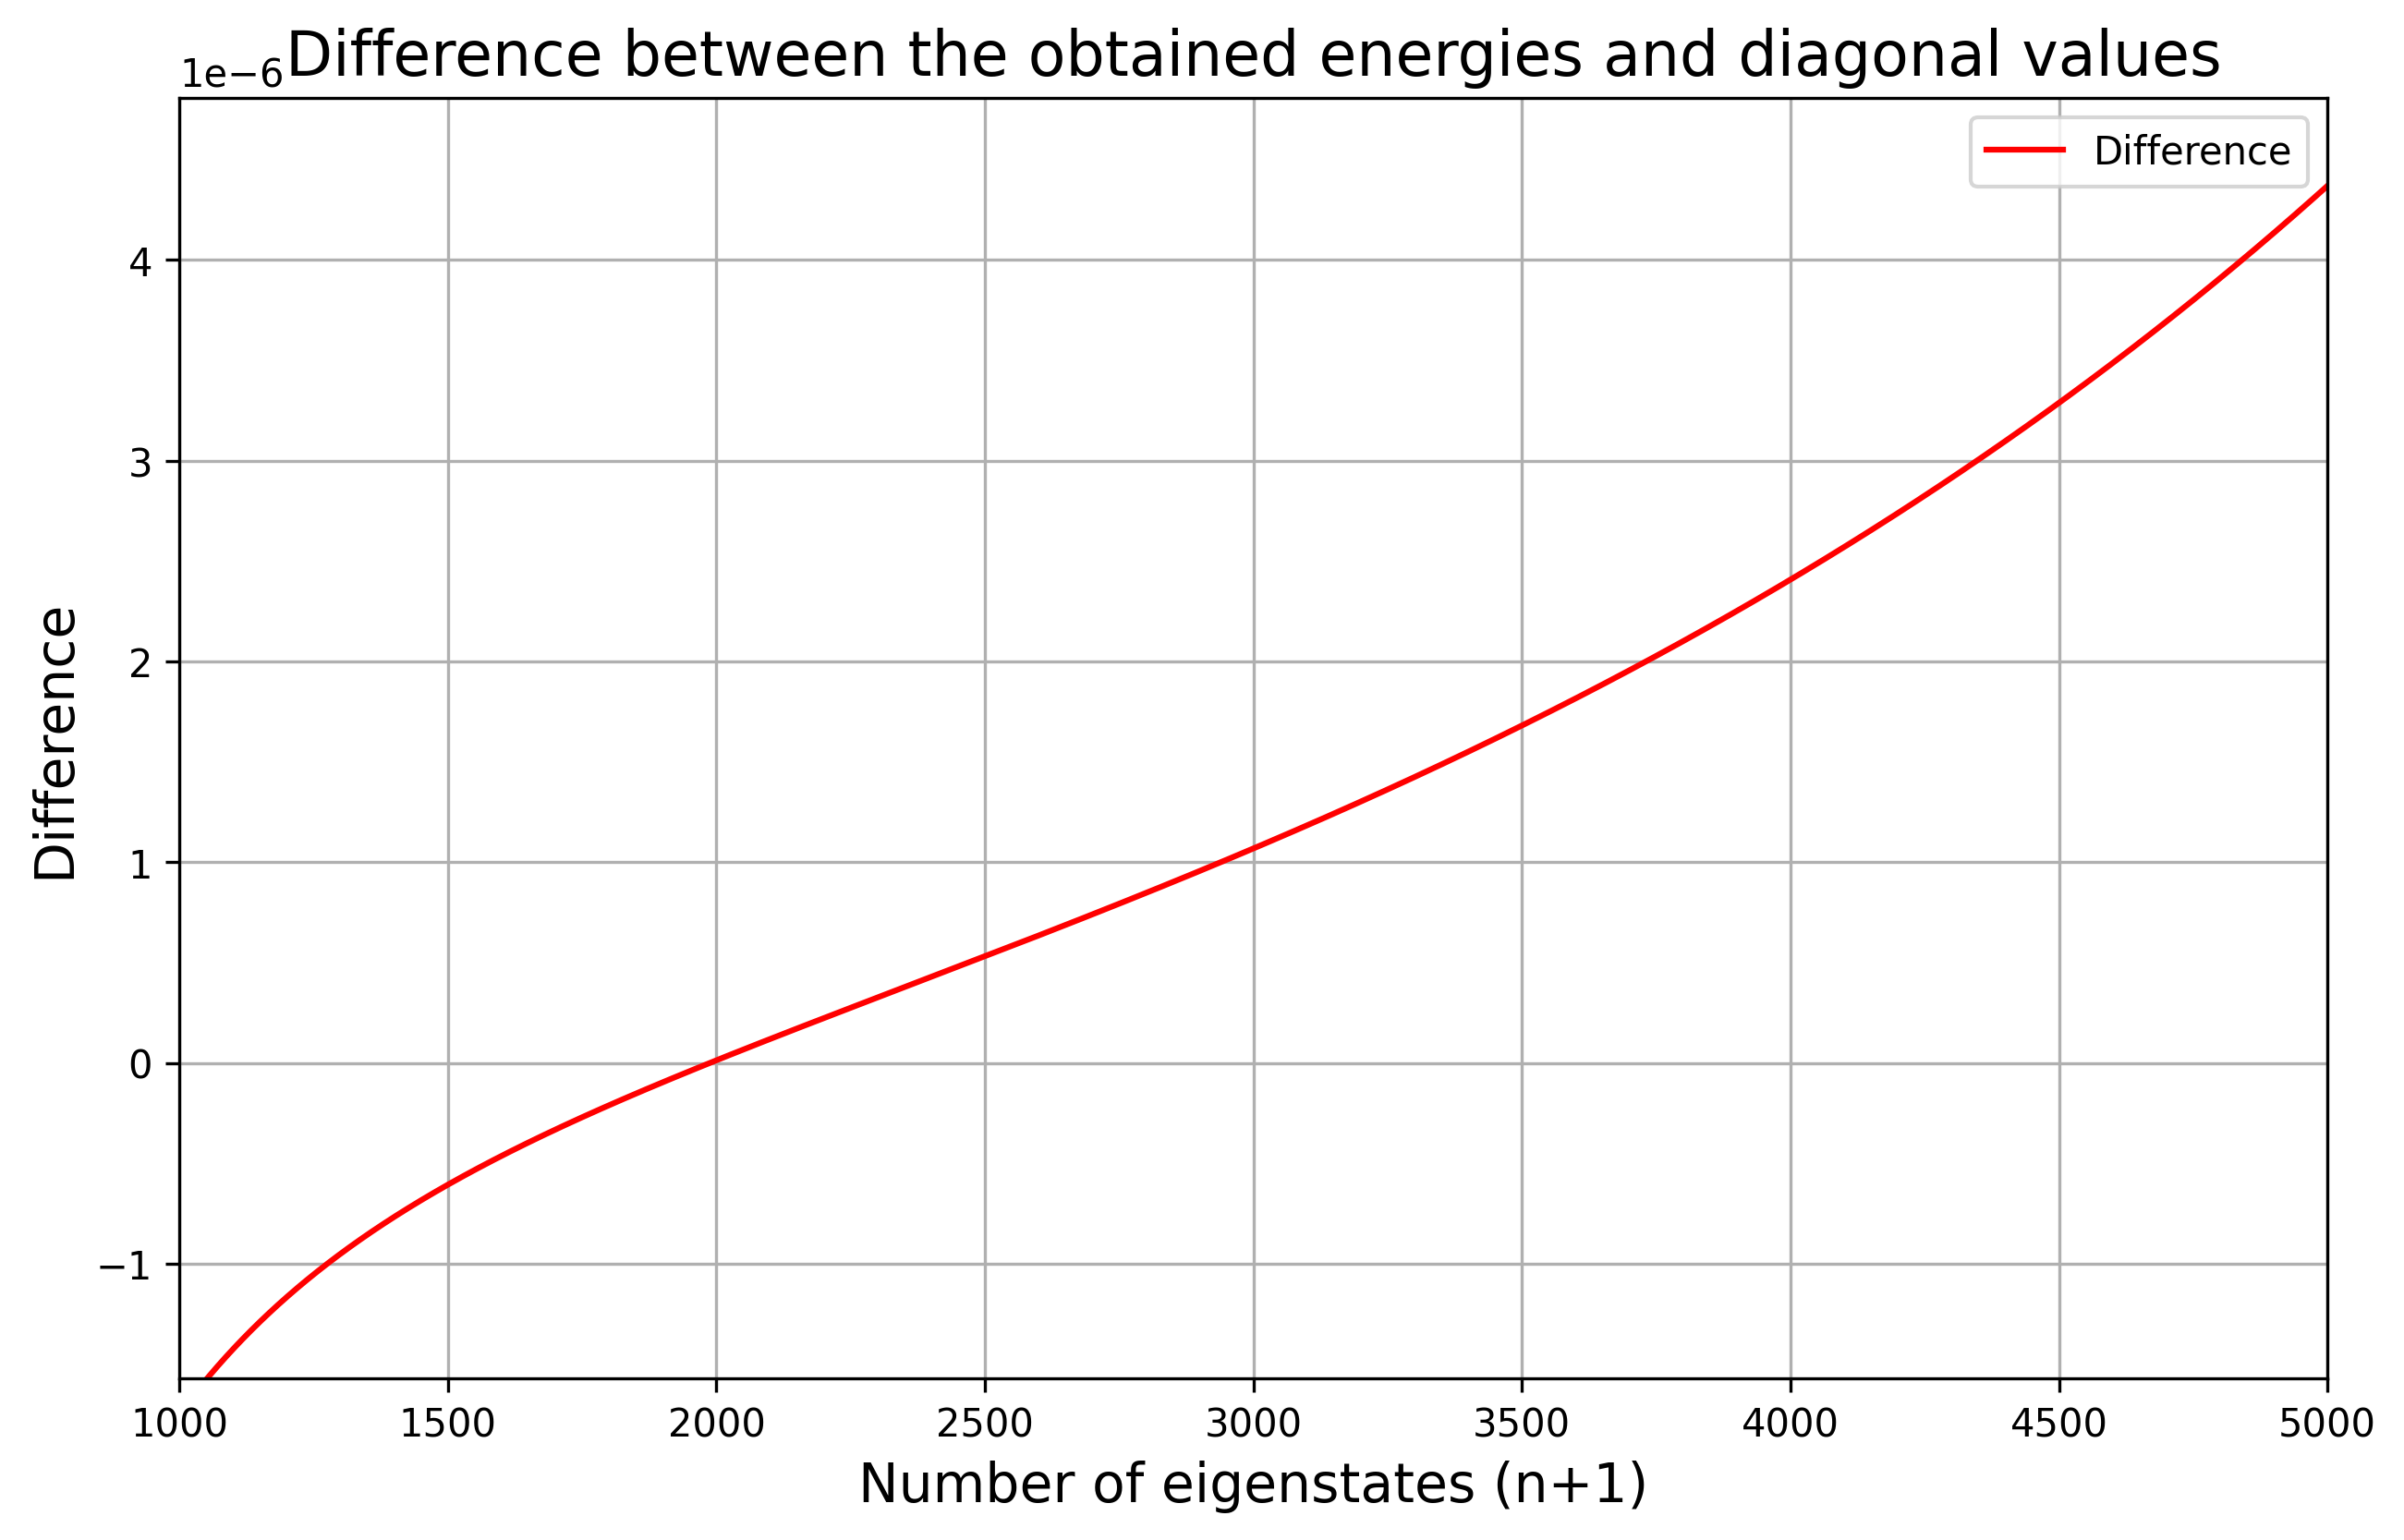 Difference between the obtained energies and diagonal values
1e−6
Difference
4
3
2
1
0
−1
Difference
1000 1500 2000 2500 3000 3500 4000 4500 5000
Number of eigenstates (n+1)